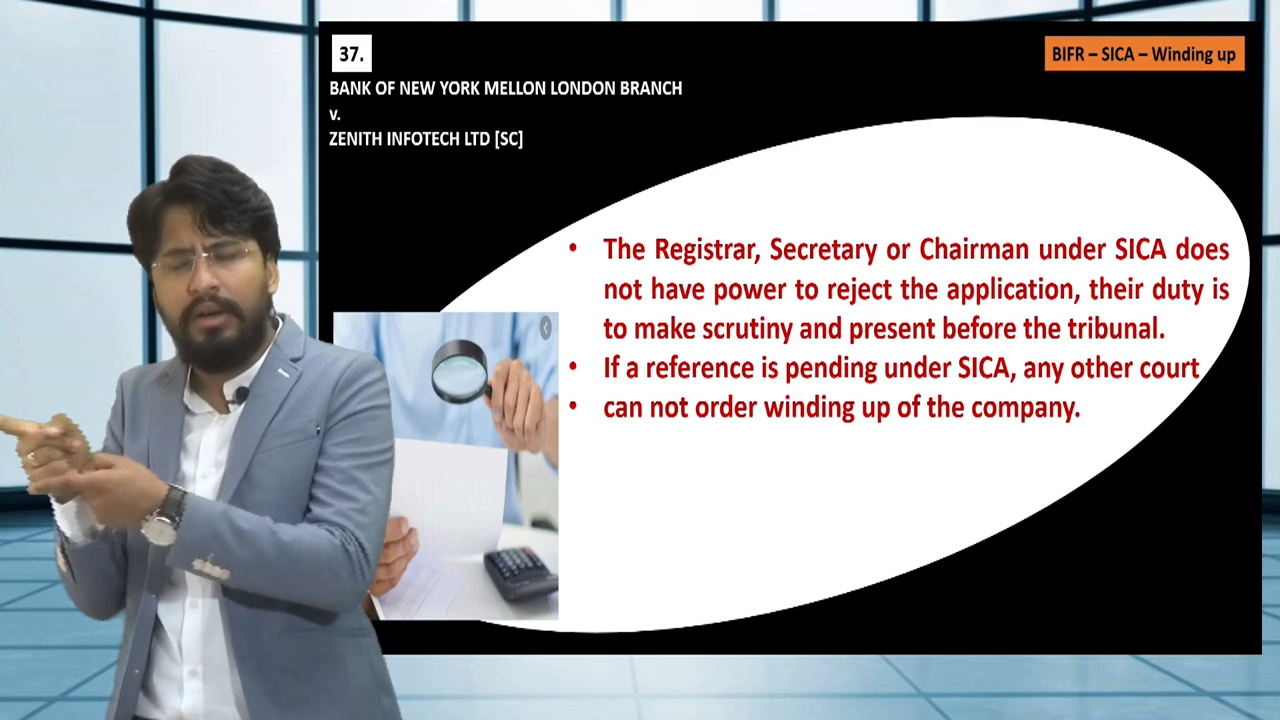 37.
BIFR – SICA – Winding up
BANK OF NEW YORK MELLON LONDON BRANCH
v.
ZENITH INFOTECH LTD [SC]
• The Registrar, Secretary or Chairman under SICA does
not have power to reject the application, their duty is
to make scrutiny and present before the tribunal.
• If a reference is pending under SICA, any other court
• can not order winding up of the company.